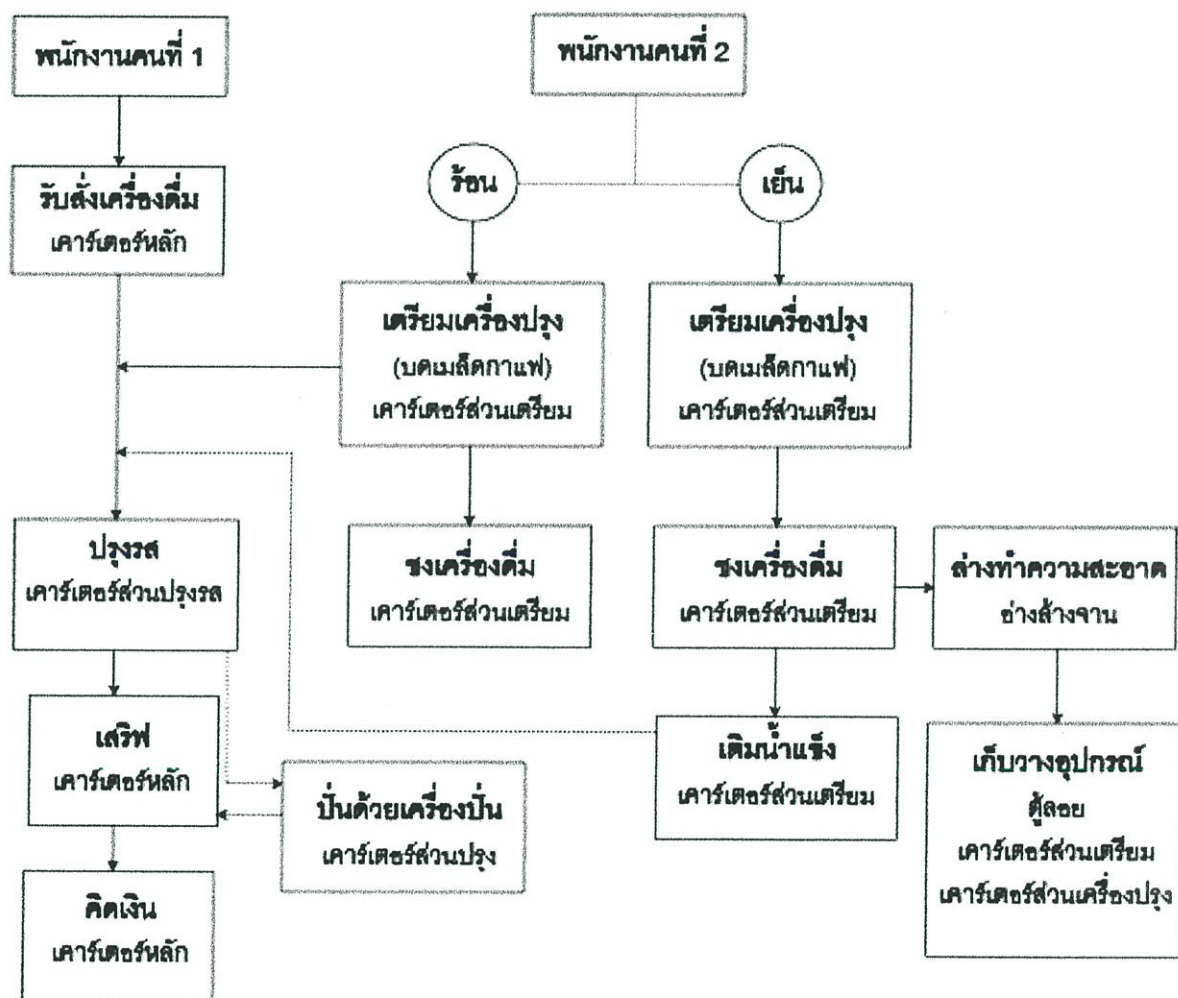 พนักงานคนที่ 1
พนักงานคนที่ 2
ร้อน
เย็น
รับสั่งเครื่องดื่ม
เคาร์เตอร์หลัก
เตรียมเครื่องปรุง
(บดเมล็ดกาแฟ)
เคาร์เตอร์ส่วนเตรียม
เตรียมเครื่องปรุง
(บดเมล็ดกาแฟ)
เคาร์เตอร์ส่วนเตรียม
ปรุงรส
เคาร์เตอร์ส่วนปรุงรส
ชงเครื่องดื่ม
เคาร์เตอร์ส่วนเตรียม
ชงเครื่องดื่ม
เคาร์เตอร์ส่วนเตรียม
ล่างทำความสะอาด
อ่างล้างจาน
เสริฟ
เคาร์เตอร์หลัก
ปั่นด้วยเครื่องปั่น
เคาร์เตอร์ส่วนปรุง
เติมน้ำแข็ง
เคาร์เตอร์ส่วนเตรียม
เก็บวางอุปกรณ์
ตู้ลอย
เคาร์เตอร์ส่วนเตรียม
เคาร์เตอร์ส่วนเครื่องปรุง
คิดเงิน
เคาร์เตอร์หลัก